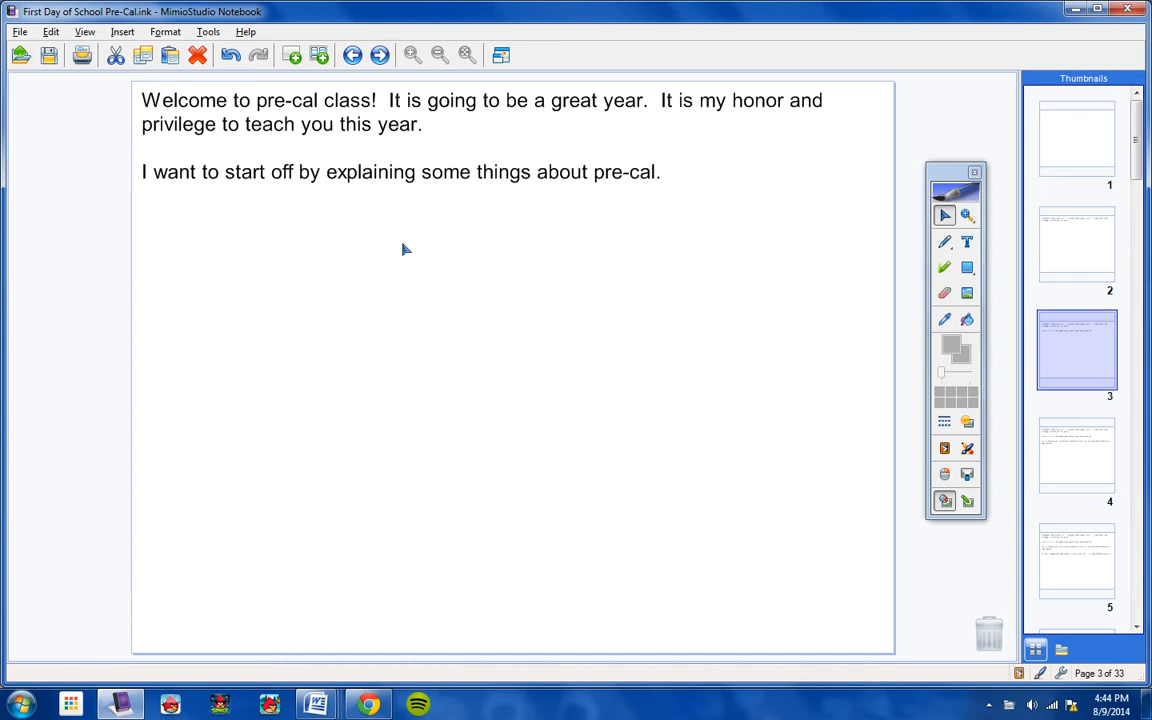 First Day of School Pre-Cal.ink - MimioStudio Notebook
File Edit View Insert Format Tools Help
Thumbnails
Welcome to pre-cal class! It is going to be a great year. It is my honor and
privilege to teach you this year.
I want to start off by explaining some things about pre-cal.
1
2
3
4
5
Page 3 of 33
4:44 PM
8/9/2014